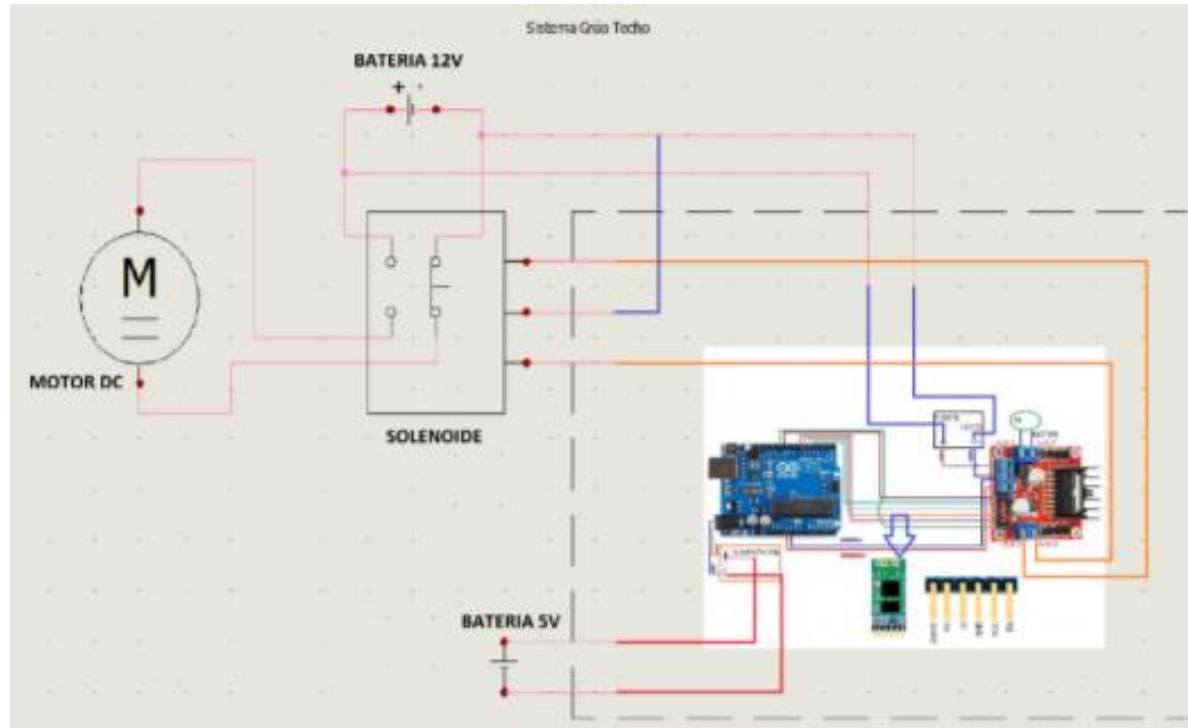 Sistema Grúa Techo
BATERIA 12V
+ -
M
MOTOR DC
SOLENOIDE
BATERIA 5V